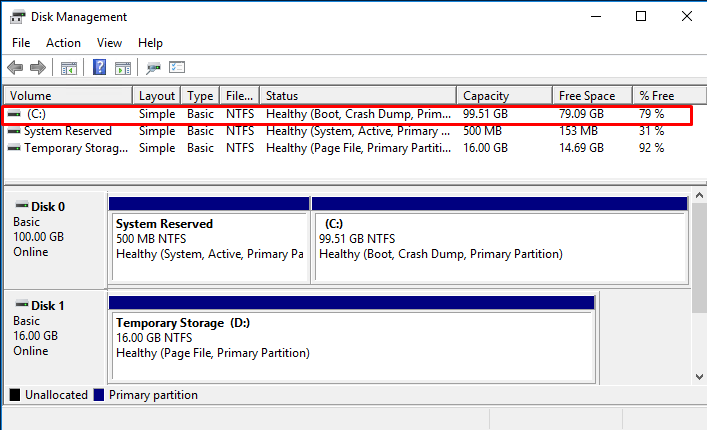 Disk Management
File Action View Help
Volume Layout Type File... Status Capacity Free Space % Free
(C:) Simple Basic NTFS Healthy (Boot, Crash Dump, Prim... 99.51 GB 79.09 GB 79 %
System Reserved Simple Basic NTFS Healthy (System, Active, Primary ... 500 MB 153 MB 31 %
Temporary Storag... Simple Basic NTFS Healthy (Page File, Primary Partiti... 16.00 GB 14.69 GB 92 %
Disk 0
Basic
100.00 GB
Online
System Reserved
500 MB NTFS
Healthy (System, Active, Primary Pa
(C:)
99.51 GB NTFS
Healthy (Boot, Crash Dump, Primary Partition)
Disk 1
Basic
16.00 GB
Online
Temporary Storage (D:)
16.00 GB NTFS
Healthy (Page File, Primary Partition)
Unallocated Primary partition